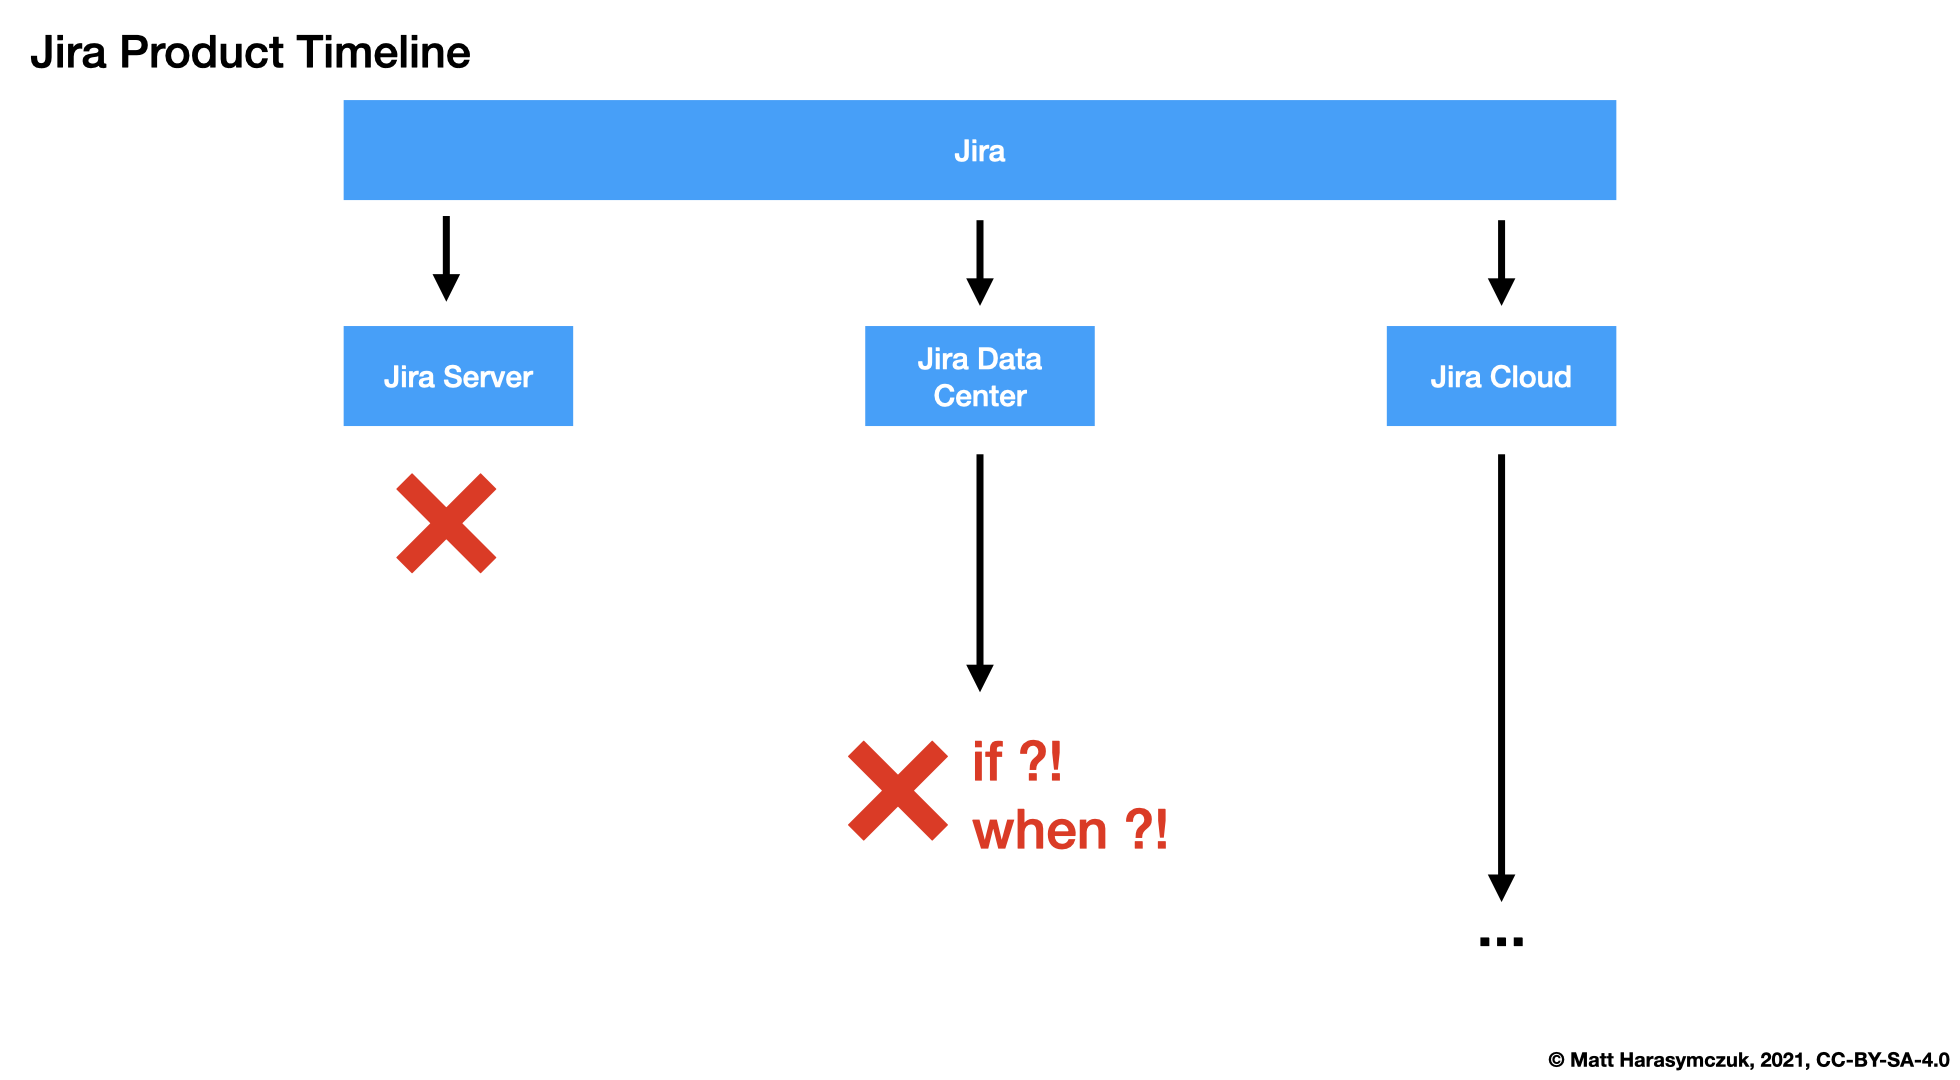 Jira Product Timeline
Jira
Jira Server
Jira Data
Center
Jira Cloud
if ?!
when ?!
...
© Matt Harasymczuk, 2021, CC-BY-SA-4.0